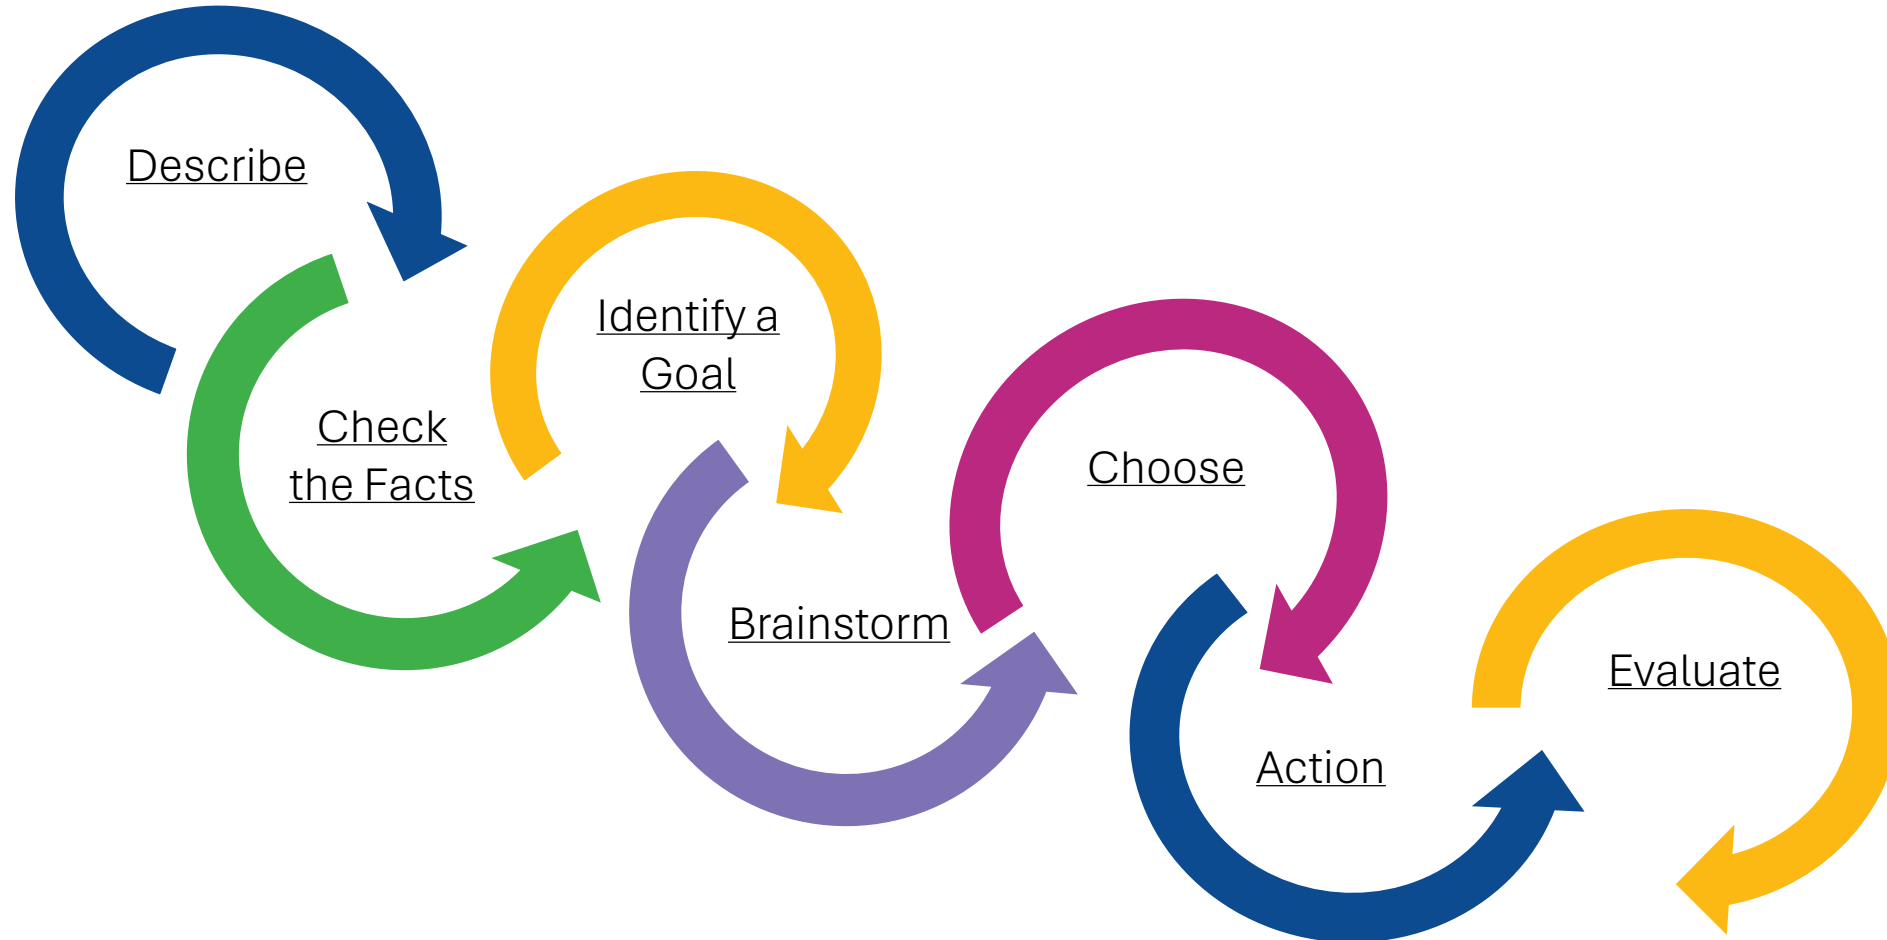 Describe
Check
the Facts
Identify a
Goal
Brainstorm
Choose
Action
Evaluate